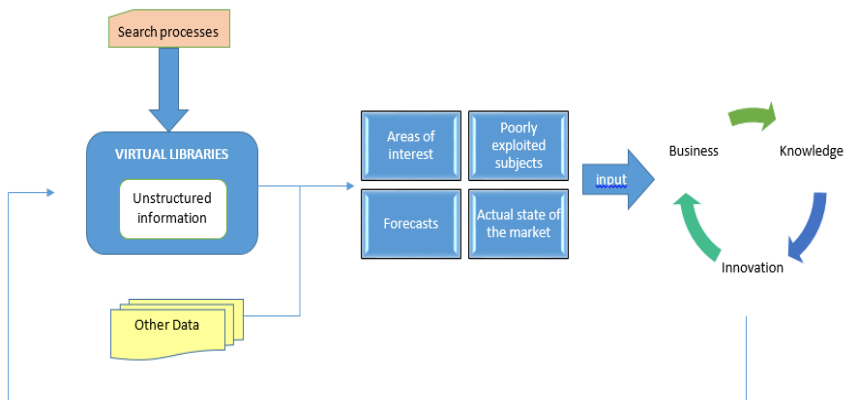 Search processes
VIRTUAL LIBRARIES
Unstructured
information
Other Data
Areas of
interest
Poorly
exploited
subjects
Forecasts
Actual state of
the market
input
Business
Knowledge
Innovation